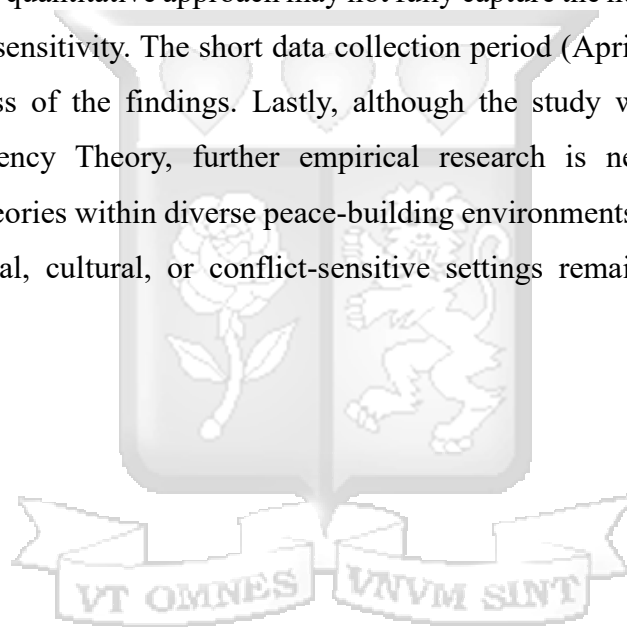 quantitative approach may not fully capture the
sensitivity. The short data collection period (Apri
ss of the findings. Lastly, although the study w
ency Theory, further empirical research is ne
eories within diverse peace-building environments
al, cultural, or conflict-sensitive settings remai
VT OMNES VNVM SINT